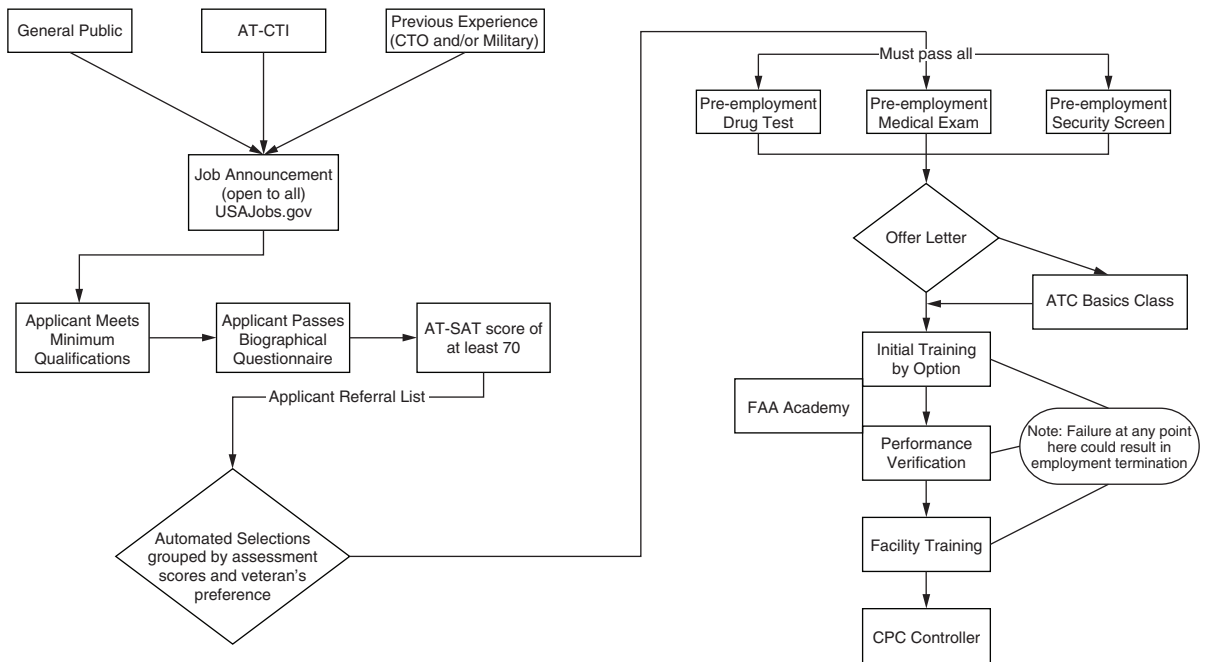 General Public
AT-CTI
Previous Experience
(CTO and/or Military)
Job Announcement
(open to all)
USAJobs.gov
Applicant Meets
Minimum
Qualifications
Applicant Passes
Biographical
Questionnaire
AT-SAT score of
at least 70
Applicant Referral List
Automated Selections
grouped by assessment
scores and veteran’s
preference
Must pass all
Pre-employment
Drug Test
Pre-employment
Medical Exam
Pre-employment
Security Screen
Offer Letter
ATC Basics Class
Initial Training
by Option
FAA Academy
Performance
Verification
Note: Failure at any point
here could result in
employment termination
Facility Training
CPC Controller